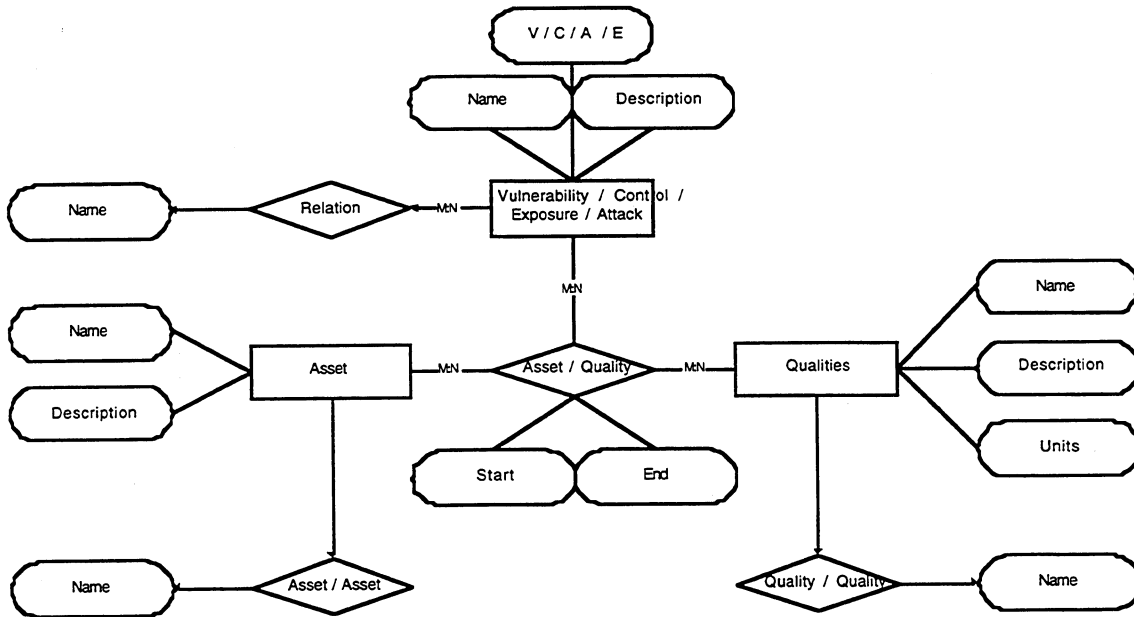 V / C / A / E
Name
Description
Vulnerability / Control /
Exposure / Attack
M:N
Relation
Name
M:N
Name
Description
Asset
M:N
Asset / Quality
M:N
Qualities
Name
Description
Units
Start
End
Name
Asset / Asset
Quality / Quality
Name